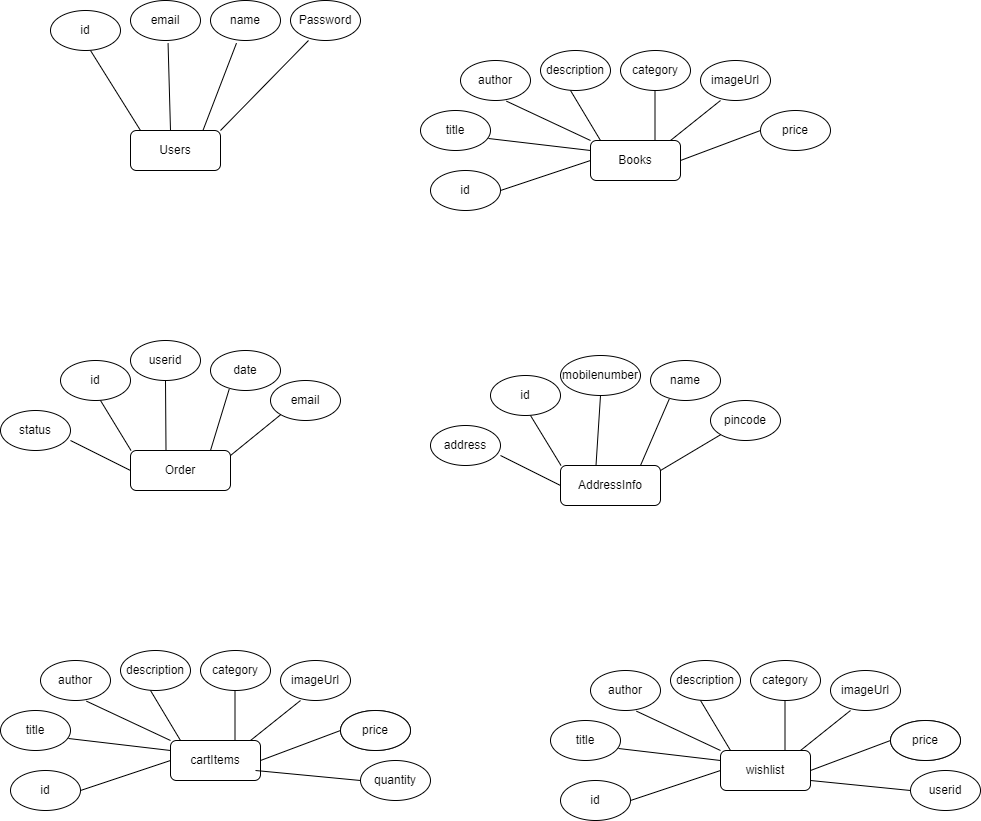 id
email
name
Password
Users
author
description
category
imageUrl
title
price
Books
id
id
userid
date
email
status
Order
id
mobilenumber
name
address
pincode
AddressInfo
author
description
category
imageUrl
title
price
cartItems
id
quantity
author
description
category
imageUrl
title
price
wishlist
id
userid